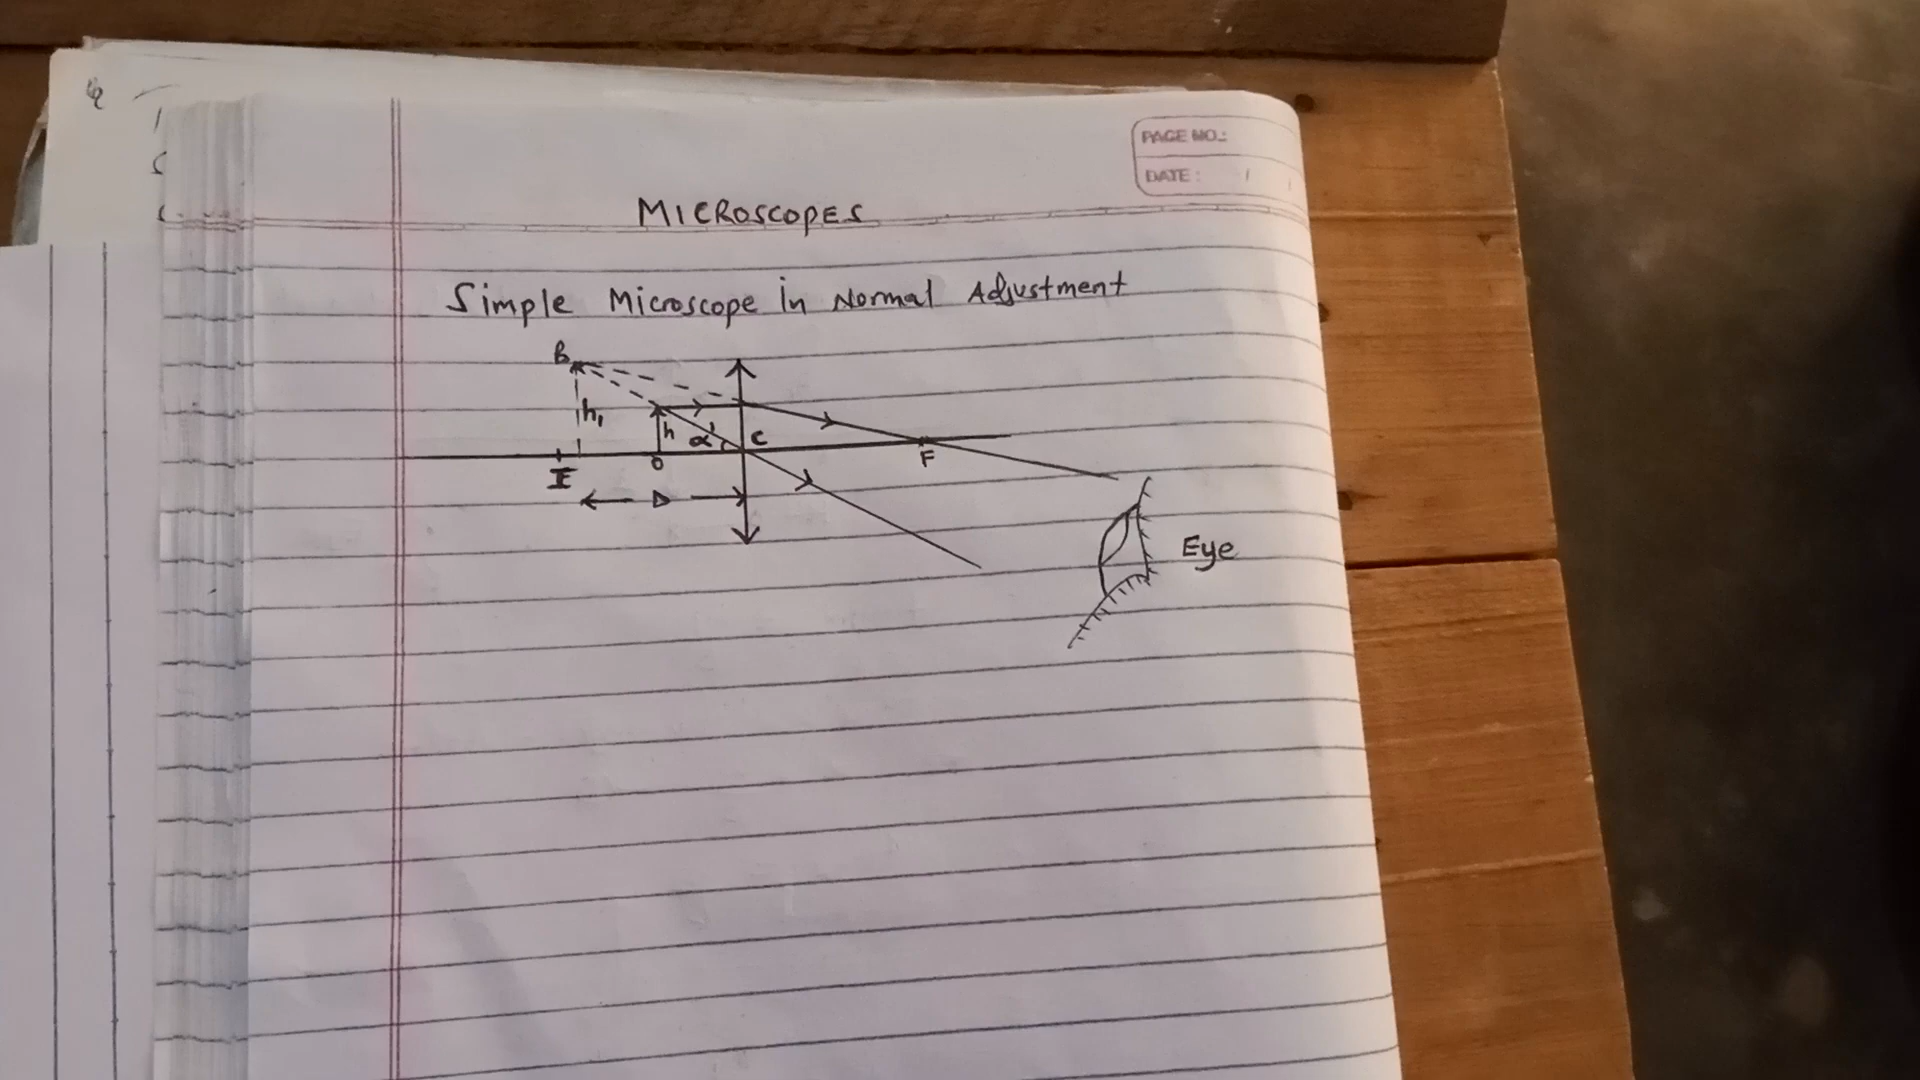 PAGE NO.:
DATE : / /
MICROSCOPES
Simple Microscope in Normal Adjustment
B
h₁
h
α'
C
I
O
F
D
Eye